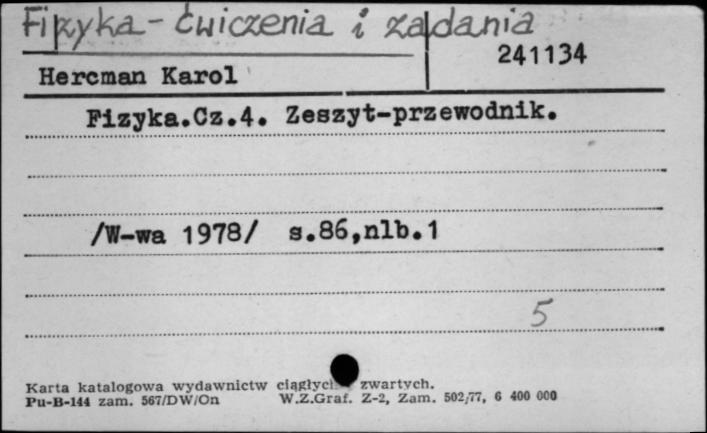 Fizyka - ćwiczenia i zadania
241134
Hercman Karol
Fizyka.Cz.4. Zeszyt-przewodnik.
/W-wa 1978/ s.86,nlb.1
5
Karta katalogowa wydawnictw ciągłych zwartych.
Pu-B-144 zam. 567/DW/On W.Z.Graf. Z-2, Zam. 502/77, 6 400 000